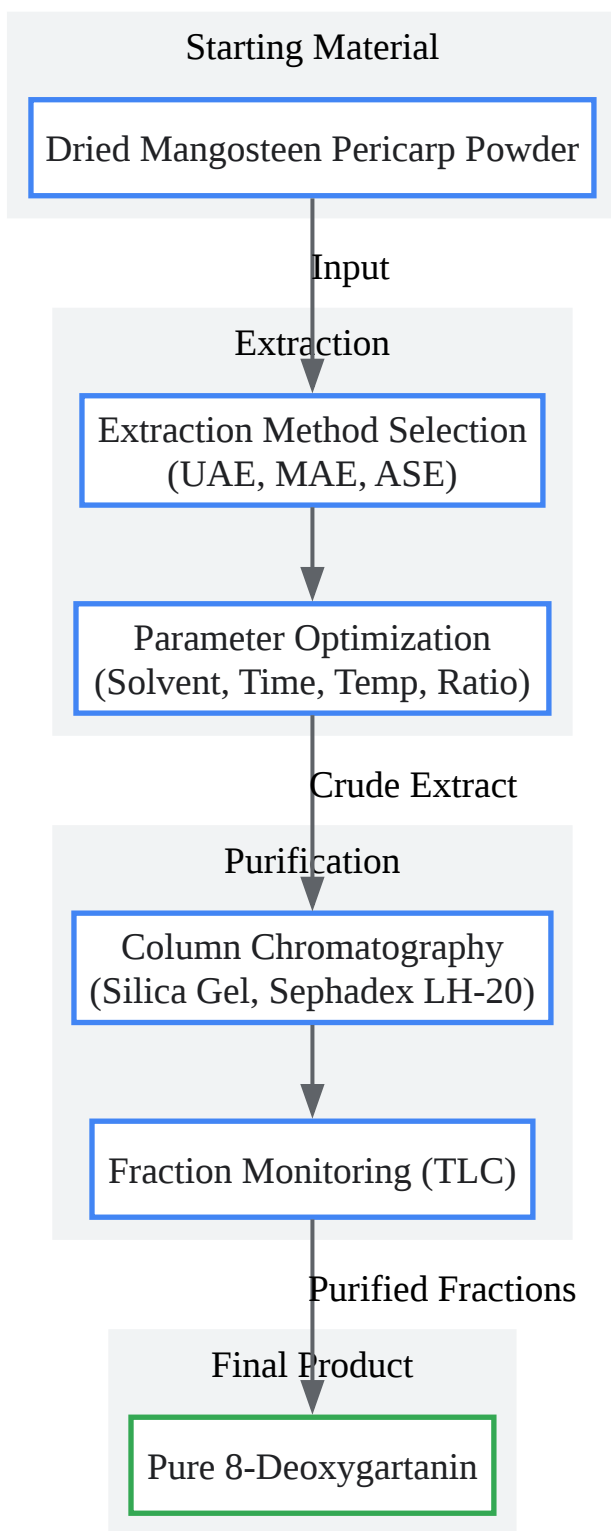 Starting Material
Dried Mangosteen Pericarp Powder
Input
Extraction
Extraction Method Selection
(UAE, MAE, ASE)
Parameter Optimization
(Solvent, Time, Temp, Ratio)
Crude Extract
Purification
Column Chromatography
(Silica Gel, Sephadex LH-20)
Fraction Monitoring (TLC)
Purified Fractions
Final Product
Pure 8-Deoxygartanin